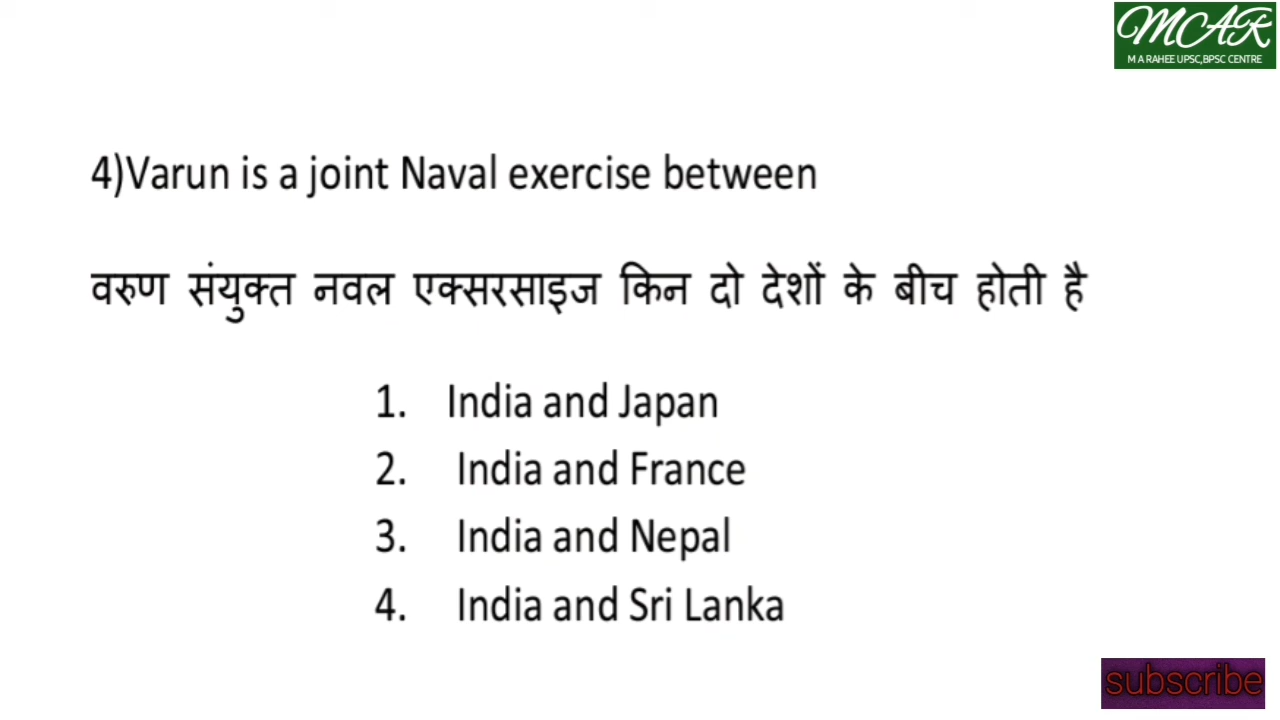 MCAR
M A RAHEE UPSC,BPSC CENTRE
4)Varun is a joint Naval exercise between
वरुण संयुक्त नवल एक्सरसाइज किन दो देशों के बीच होती है
1. India and Japan
2. India and France
3. India and Nepal
4. India and Sri Lanka
subscribe